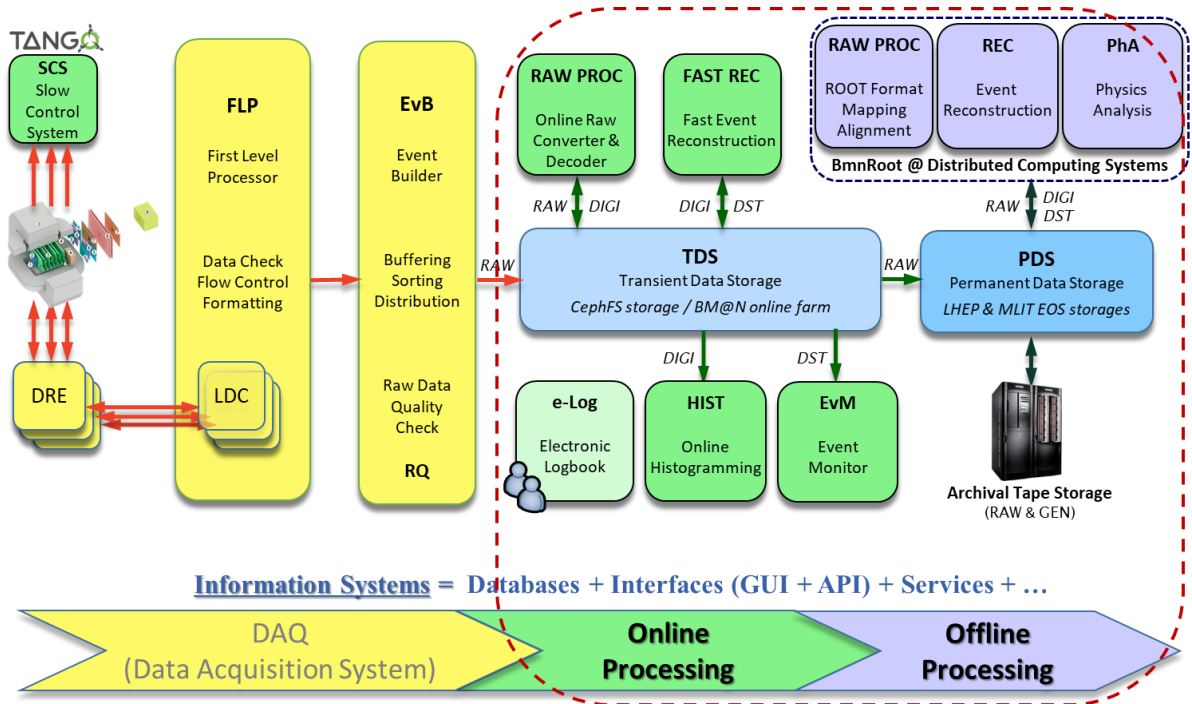 TANGO
SCS
Slow
Control
System
DRE
FLP
First Level
Processor
Data Check
Flow Control
Formatting
LDC
EvB
Event
Builder
Buffering
Sorting
Distribution
Raw Data
Quality
Check
RQ
RAW
RAW PROC
Online Raw
Converter &
Decoder
FAST REC
Fast Event
Reconstruction
RAW PROC
ROOT Format
Mapping
Alignment
REC
Event
Reconstruction
PhA
Physics
Analysis
BmnRoot @ Distributed Computing Systems
RAW
DIGI
DIGI
DST
RAW
DIGI
DST
TDS
Transient Data Storage
CephFS storage / BM@N online farm
RAW
PDS
Permanent Data Storage
LHEP & MLIT EOS storages
DIGI
DST
e-Log
Electronic
Logbook
HIST
Online
Histogramming
EvM
Event
Monitor
Archival Tape Storage
(RAW & GEN)
Information Systems = Databases + Interfaces (GUI + API) + Services + …
DAQ
(Data Acquisition System)
Online
Processing
Offline
Processing